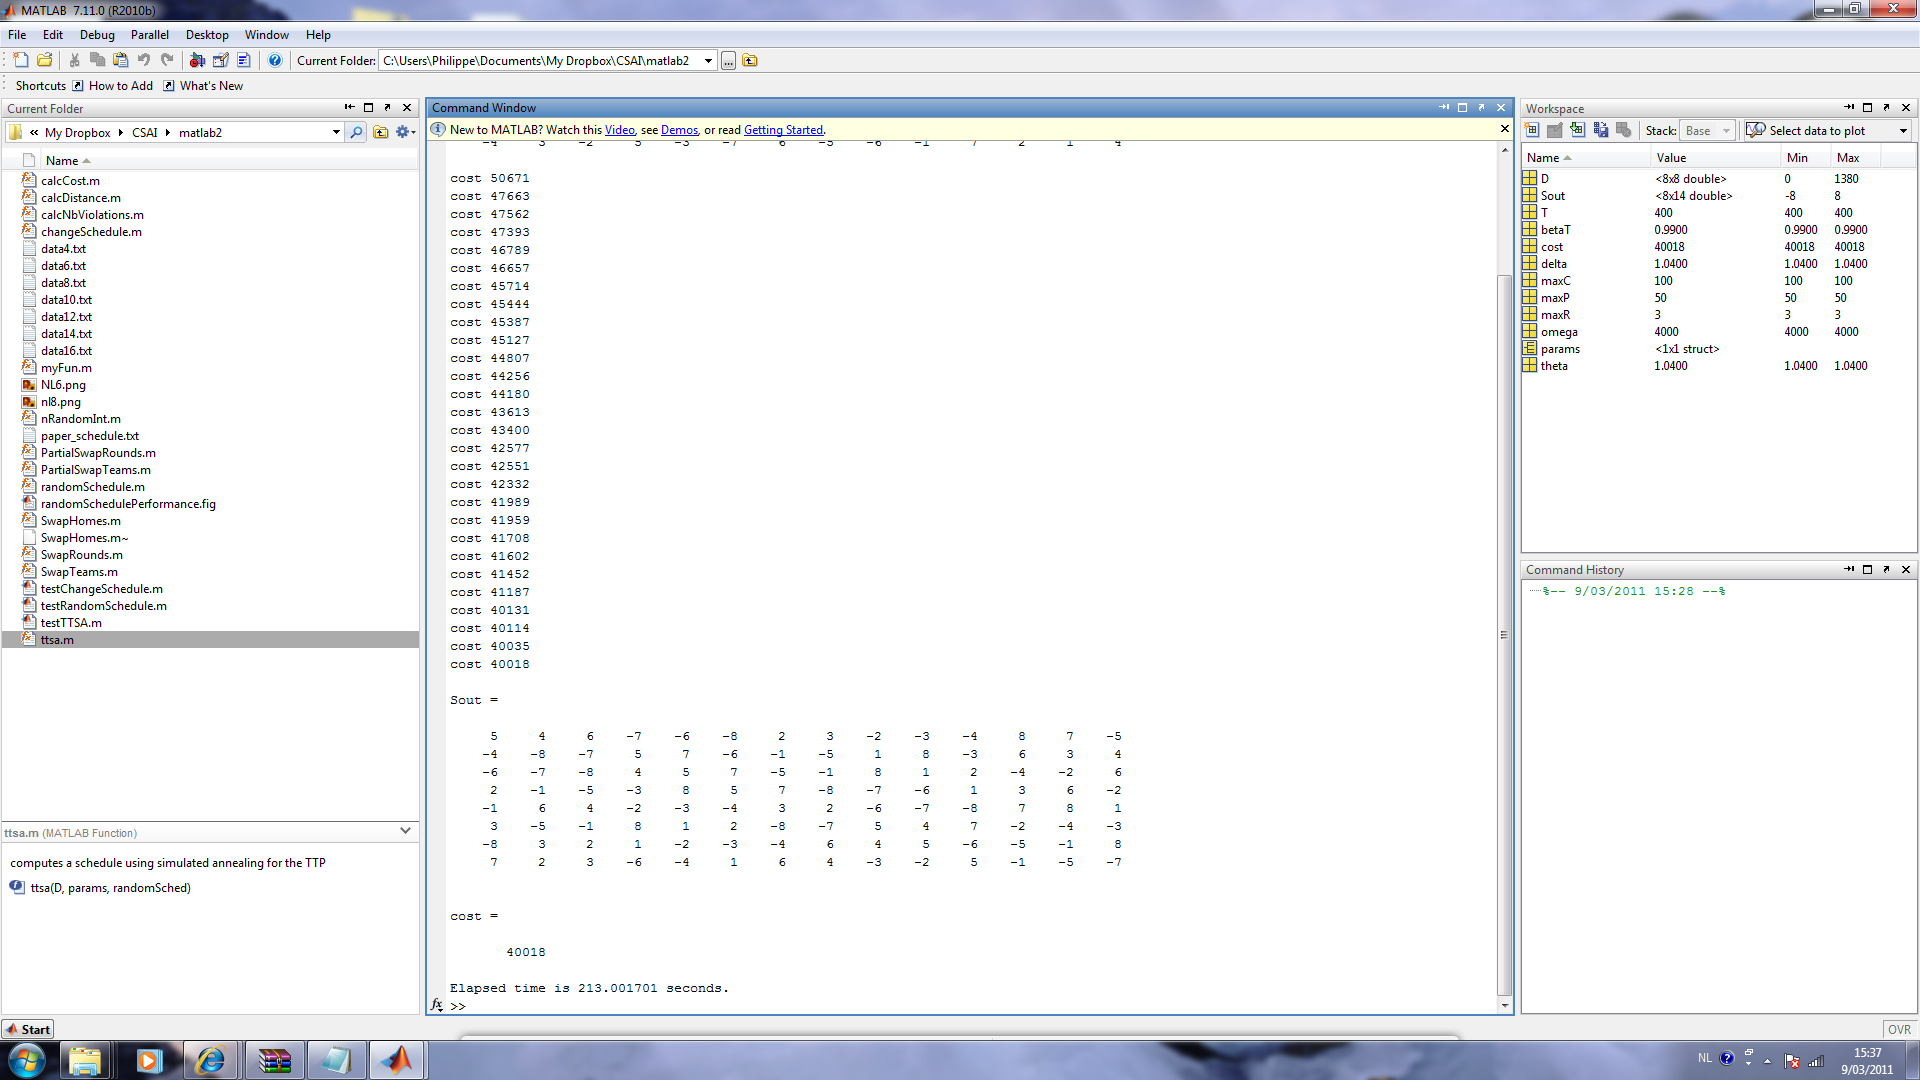 MATLAB 7.11.0 (R2010b)
File Edit Debug Parallel Desktop Window Help
Current Folder: C:\Users\Philippe\Documents\My Dropbox\CSAI\matlab2
Shortcuts How to Add What's New
Current Folder
« My Dropbox CSAI matlab2
Name
calcCost.m
calcDistance.m
calcNbViolations.m
changeSchedule.m
data4.txt
data6.txt
data8.txt
data10.txt
data12.txt
data14.txt
data16.txt
myFun.m
NL6.png
nl8.png
nRandomInt.m
paper_schedule.txt
PartialSwapRounds.m
PartialSwapTeams.m
randomSchedule.m
randomSchedulePerformance.fig
SwapHomes.m
SwapHomes.m~
SwapRounds.m
SwapTeams.m
testChangeSchedule.m
testRandomSchedule.m
testTTSA.m
ttsa.m
ttsa.m (MATLAB Function)
computes a schedule using simulated annealing for the TTP
ttsa(D, params, randomSched)
Command Window
New to MATLAB? Watch this Video, see Demos, or read Getting Started.
-4 3 -2 5 -3 -7 6 -5 -6 -1 7 2 1 4
cost 50671
cost 47663
cost 47562
cost 47393
cost 46789
cost 46657
cost 45714
cost 45444
cost 45387
cost 45127
cost 44807
cost 44256
cost 44180
cost 43613
cost 43400
cost 42577
cost 42551
cost 42332
cost 41989
cost 41959
cost 41708
cost 41602
cost 41452
cost 41187
cost 40131
cost 40114
cost 40035
cost 40018
Sout =
5 4 6 -7 -6 -8 2 3 -2 -3 -4 8 7 -5
-4 -8 -7 5 7 -6 -1 -5 1 8 -3 6 3 4
-6 -7 -8 4 5 7 -5 -1 8 1 2 -4 -2 6
2 -1 -5 -3 8 5 7 -8 -7 -6 1 3 6 -2
-1 6 4 -2 -3 -4 3 2 -6 -7 -8 7 8 1
3 -5 -1 8 1 2 -8 -7 5 4 7 -2 -4 -3
-8 3 2 1 -2 -3 -4 6 4 5 -6 -5 -1 8
7 2 3 -6 -4 1 6 4 -3 -2 5 -1 -5 -7
cost =
40018
Elapsed time is 213.001701 seconds.
fx >>
Workspace
Stack: Base Select data to plot
Name Value Min Max
D <8x8 double> 0 1380
Sout <8x14 double> -8 8
T 400 400 400
betaT 0.9900 0.9900 0.9900
cost 40018 40018 40018
delta 1.0400 1.0400 1.0400
maxC 100 100 100
maxP 50 50 50
maxR 3 3 3
omega 4000 4000 4000
params <1x1 struct>
theta 1.0400 1.0400 1.0400
Command History
%-- 9/03/2011 15:28 --%
Start
OVR
NL
15:37
9/03/2011